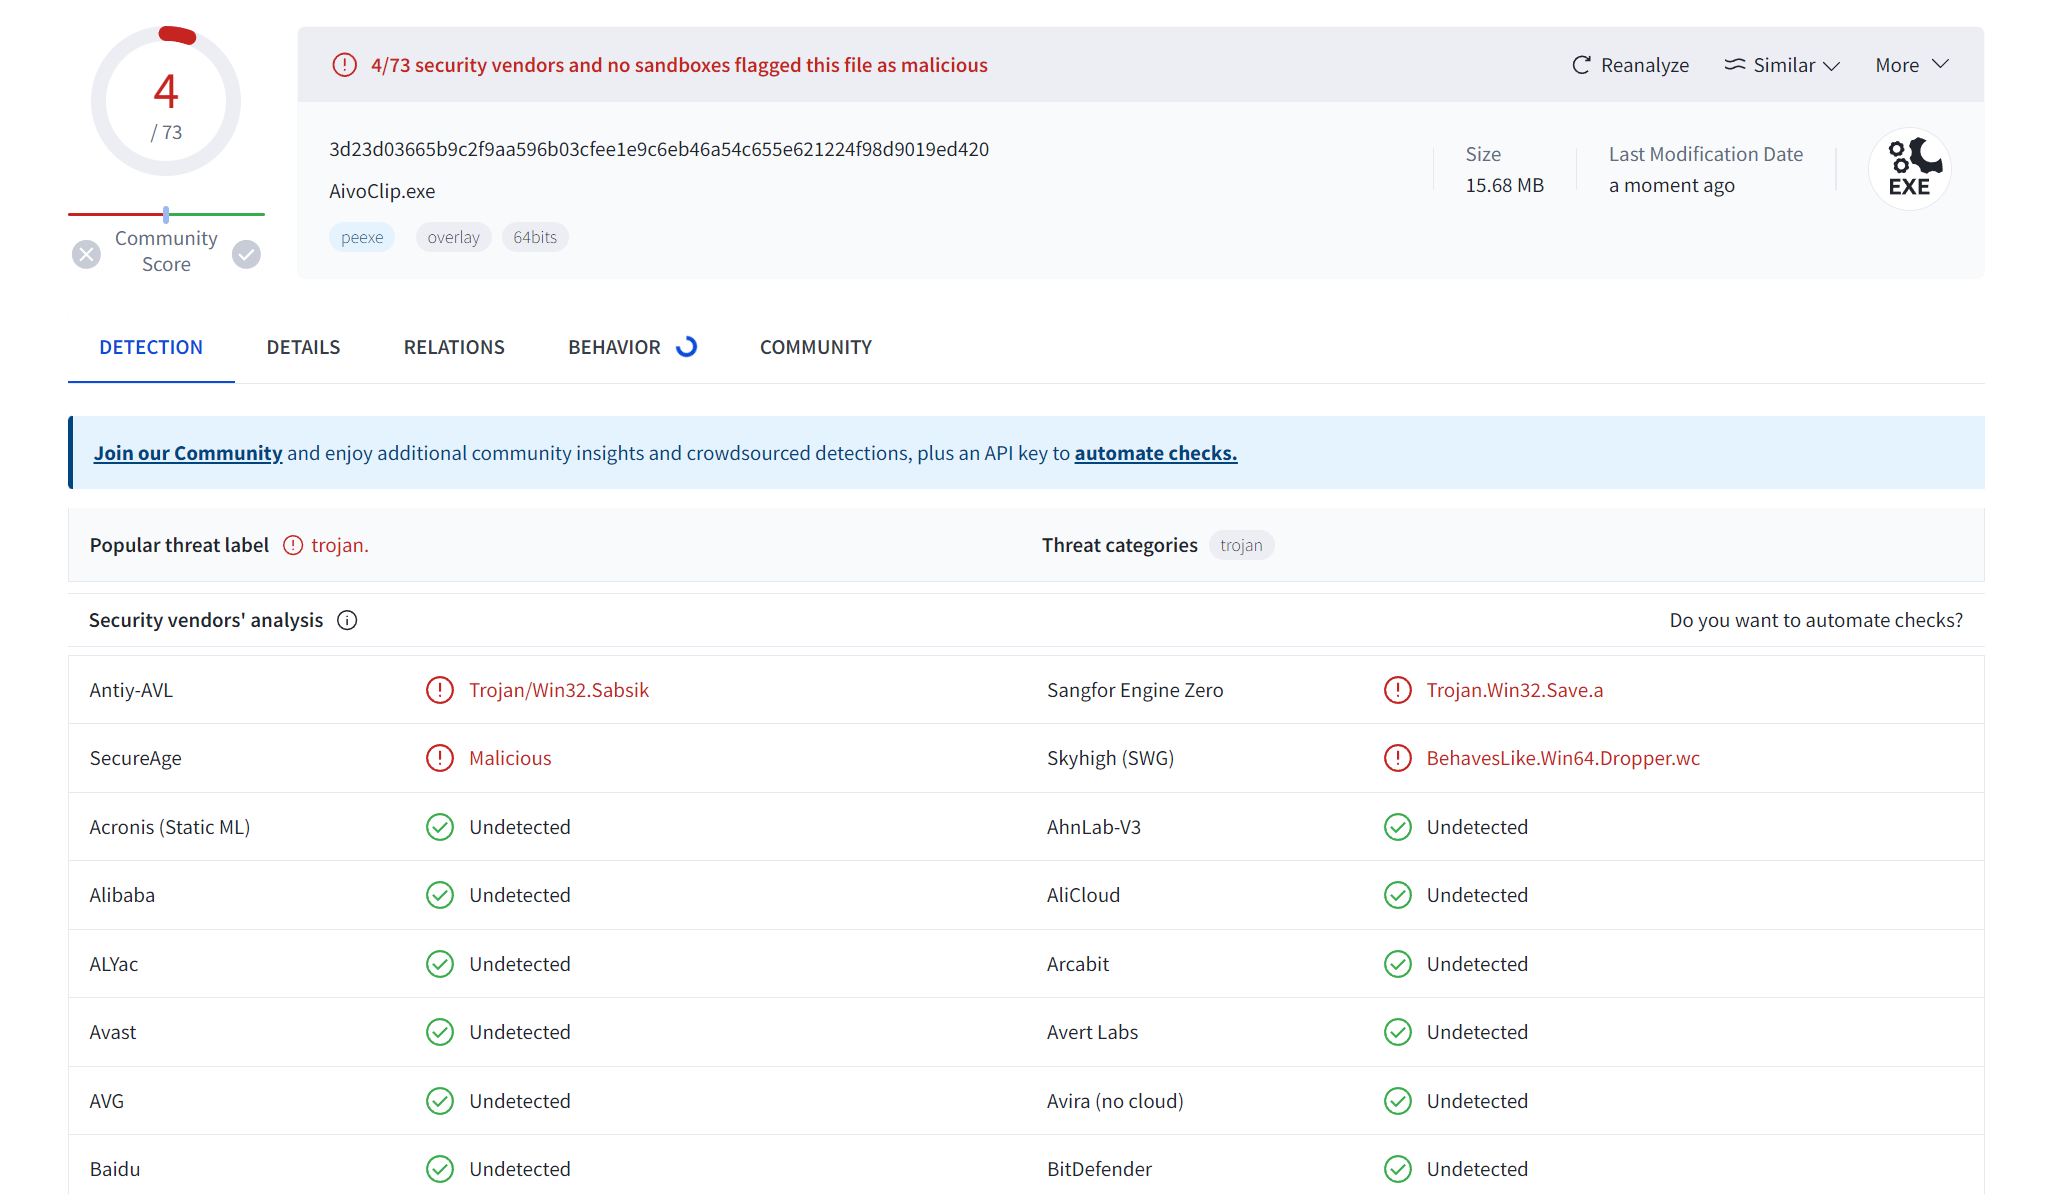 4
/ 73
Community
Score
4/73 security vendors and no sandboxes flagged this file as malicious
Reanalyze
Similar
More
3d23d03665b9c2f9aa596b03cfee1e9c6eb46a54c655e621224f98d9019ed420
AivoClip.exe
peexe
overlay
64bits
Size
15.68 MB
Last Modification Date
a moment ago
EXE
DETECTION
DETAILS
RELATIONS
BEHAVIOR
COMMUNITY
Join our Community and enjoy additional community insights and crowdsourced detections, plus an API key to automate checks.
Popular threat label
trojan.
Threat categories
trojan
Security vendors' analysis
Do you want to automate checks?
Antiy-AVL
Trojan/Win32.Sabsik
Sangfor Engine Zero
Trojan.Win32.Save.a
SecureAge
Malicious
Skyhigh (SWG)
BehavesLike.Win64.Dropper.wc
Acronis (Static ML)
Undetected
AhnLab-V3
Undetected
Alibaba
Undetected
AliCloud
Undetected
ALYac
Undetected
Arcabit
Undetected
Avast
Undetected
Avert Labs
Undetected
AVG
Undetected
Avira (no cloud)
Undetected
Baidu
Undetected
BitDefender
Undetected